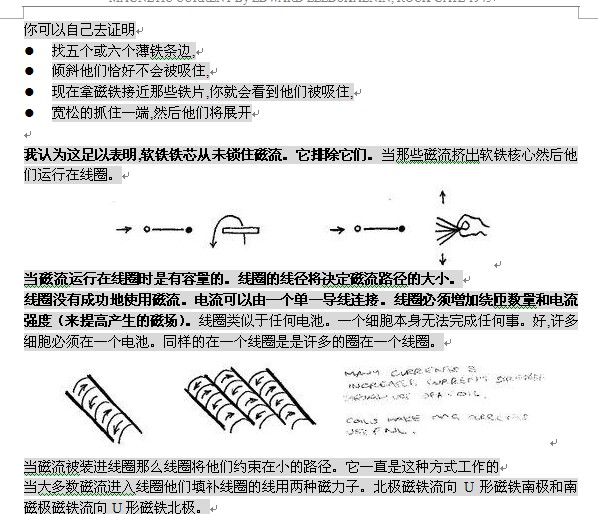 你可以自己去证明
● 找五个或六个薄铁条边,
● 倾斜他们恰好不会被吸住,
● 现在拿磁铁接近那些铁片,你就会看到他们被吸住,
● 宽松的抓住一端,然后他们将展开
我认为这足以表明,软铁铁芯从未锁住磁流。它排除它们。当那些磁流挤出软铁核心然后他
们运行在线圈。
当磁流运行在线圈时是有容量的。线圈的线径将决定磁流路径的大小。
线圈没有成功地使用磁流。电流可以由一个单一导线连接。线圈必须增加绕匝数量和电流
强度（来提高产生的磁场）。线圈类似于任何电池。一个细胞本身无法完成任何事。好,许多
细胞必须在一个电池。同样的在一个线圈是是许多的圈在一个线圈。
MANY CURRENTS &
INCREASES CURRENT STRENGTH
THROUGH USE OF A COIL.
COILS MAKE MAG CURRENTS
USEFUL.
当磁流被装进线圈那么线圈将他们约束在小的路径。它一直是这种方式工作的
当大多数磁流进入线圈他们填补线圈的线用两种磁力子。北极磁铁流向 U 形磁铁南极和南
磁极磁铁流向 U 形磁铁北极。